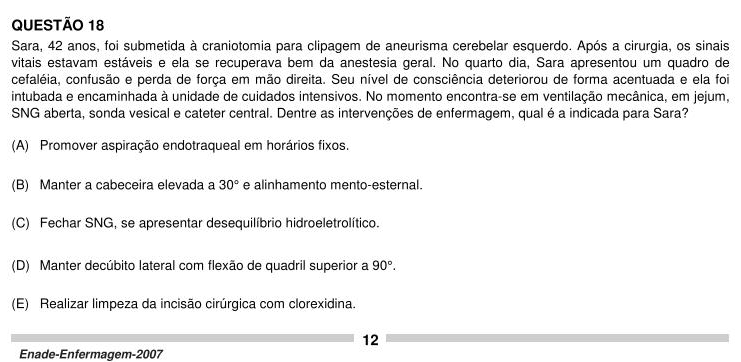 QUESTÃO 18
Sara, 42 anos, foi submetida à craniotomia para clipagem de aneurisma cerebelar esquerdo. Após a cirurgia, os sinais
vitais estavam estáveis e ela se recuperava bem da anestesia geral. No quarto dia, Sara apresentou um quadro de
cefaléia, confusão e perda de força em mão direita. Seu nível de consciência deteriorou de forma acentuada e ela foi
intubada e encaminhada à unidade de cuidados intensivos. No momento encontra-se em ventilação mecânica, em jejum,
SNG aberta, sonda vesical e cateter central. Dentre as intervenções de enfermagem, qual é a indicada para Sara?
(A) Promover aspiração endotraqueal em horários fixos.
(B) Manter a cabeceira elevada a 30° e alinhamento mento-esternal.
(C) Fechar SNG, se apresentar desequilíbrio hidroeletrolítico.
(D) Manter decúbito lateral com flexão de quadril superior a 90°.
(E) Realizar limpeza da incisão cirúrgica com clorexidina.
12
Enade-Enfermagem-2007